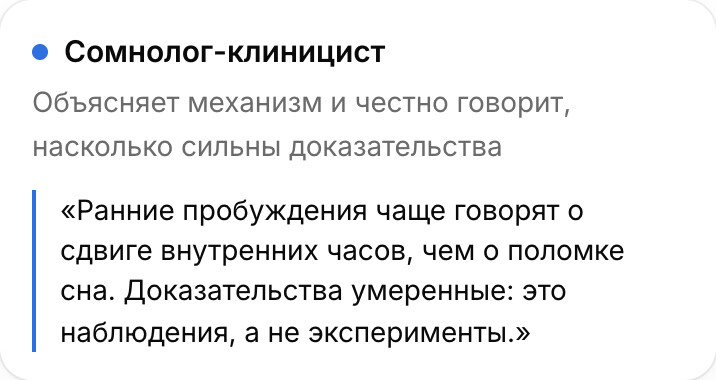 Сомнолог-клиницист
Объясняет механизм и честно говорит,
насколько сильны доказательства
«Ранние пробуждения чаще говорят о
сдвиге внутренних часов, чем о поломке
сна. Доказательства умеренные: это
наблюдения, а не эксперименты.»